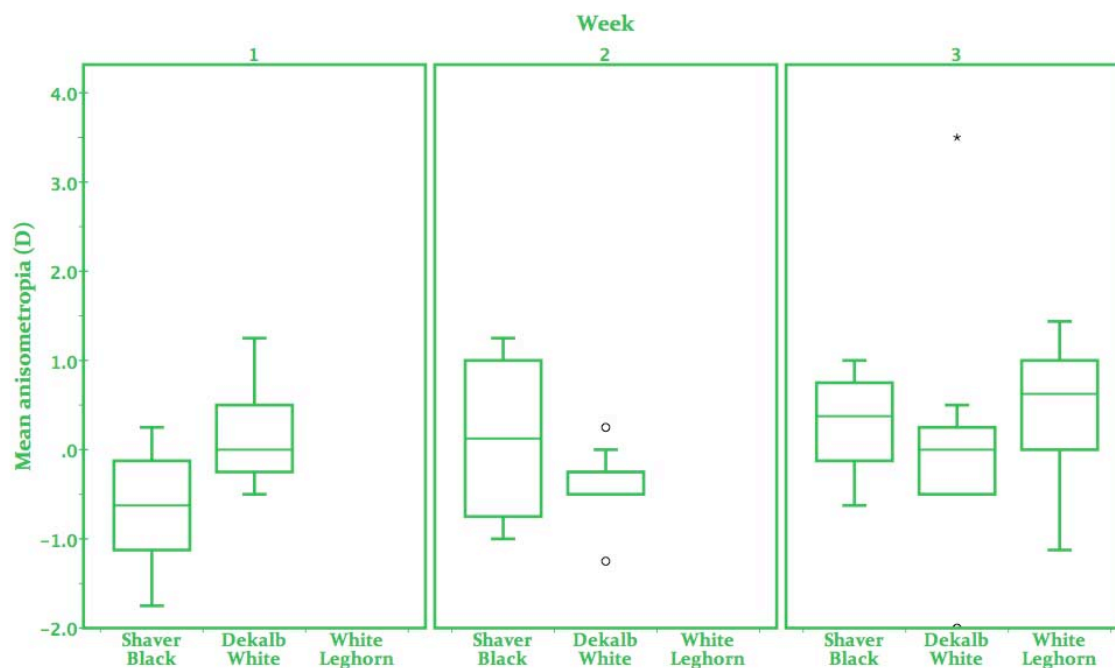 Week
1 2 3
Mean anisometropia (D)
4.0
3.0
2.0
1.0
.0
−1.0
−2.0
Shaver Dekalb White Shaver Dekalb White Shaver Dekalb White
Black White Leghorn Black White Leghorn Black White Leghorn